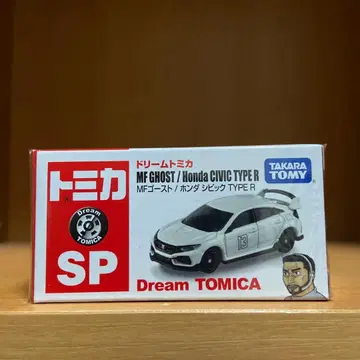 ドリームトミカ
MF GHOST / Honda CIVIC TYPE R
MFゴースト / ホンダ シビック TYPE R
TAKARA
TOMY
トミカ
Dream
TOMICA
SP
13
Dream TOMICA